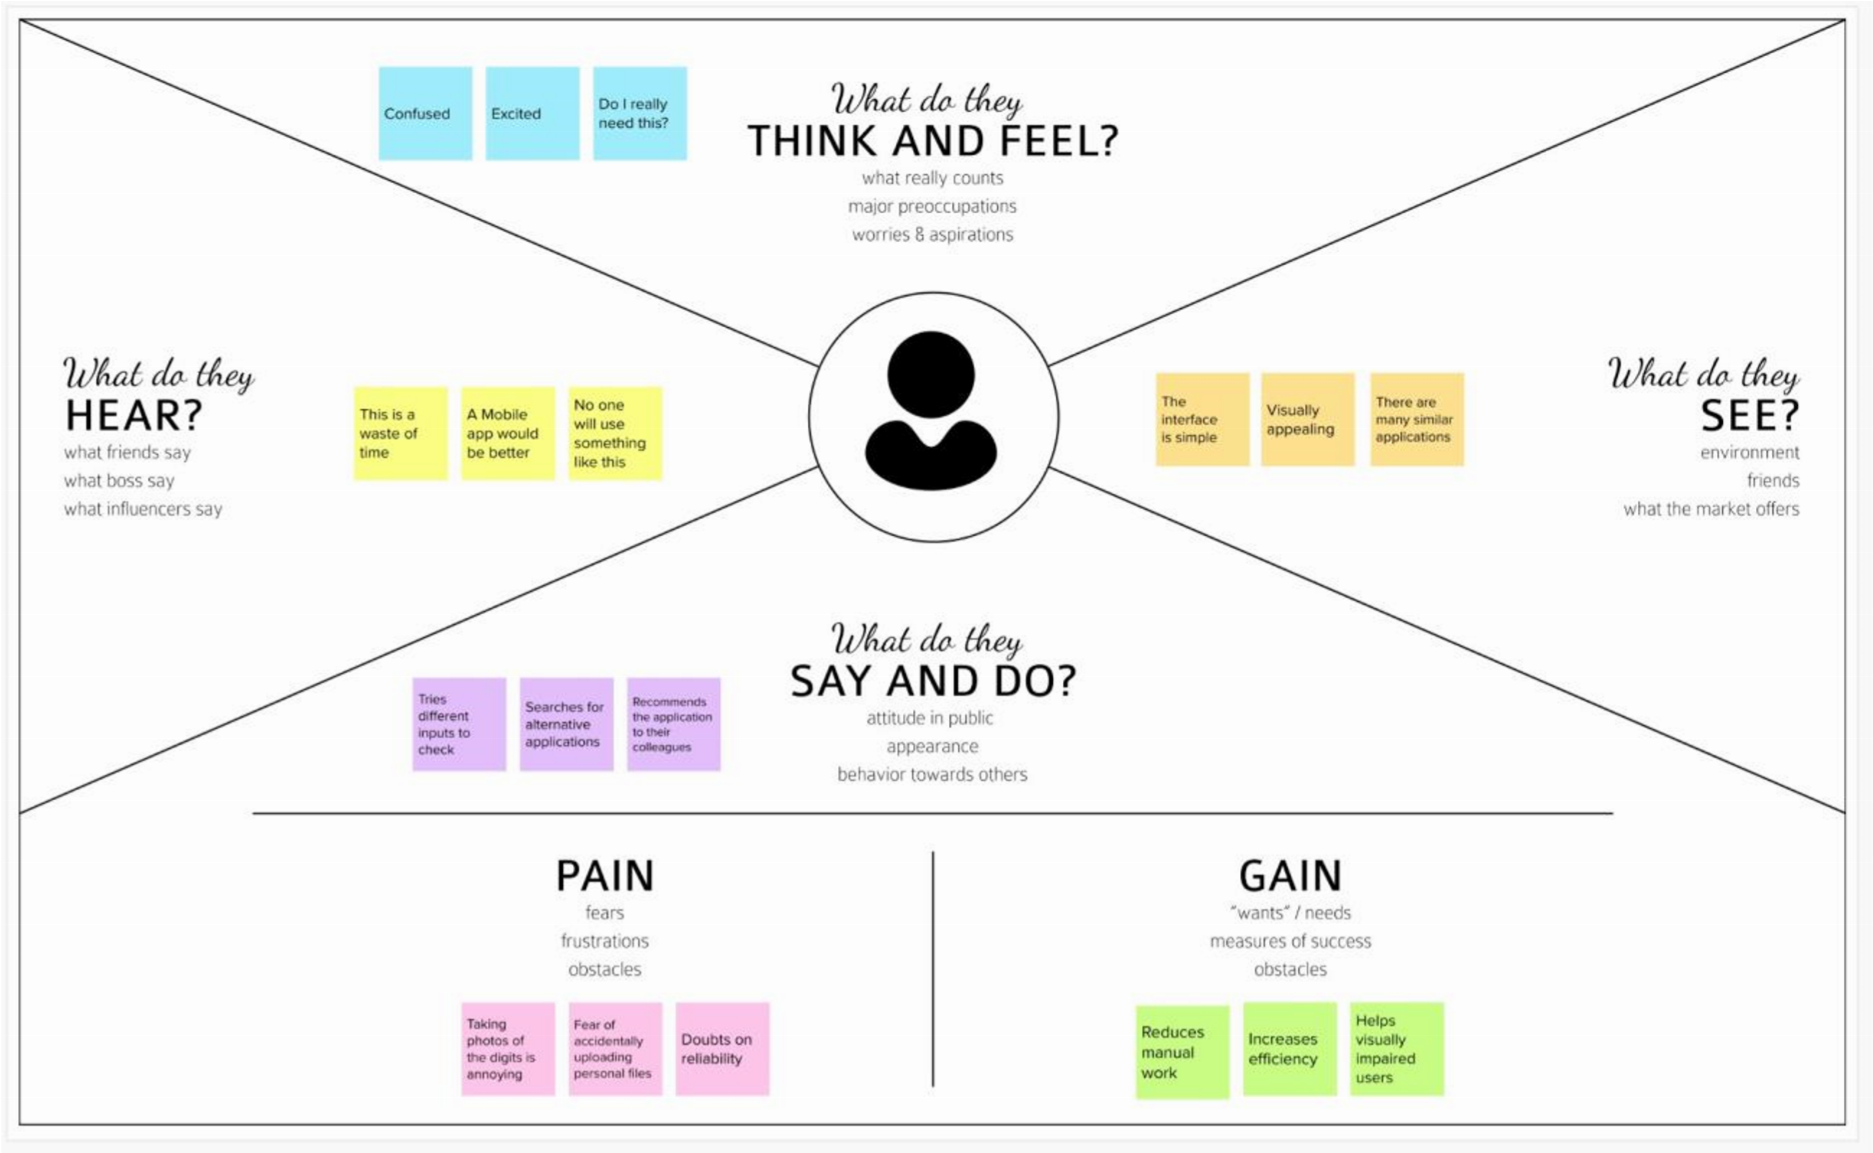 Confused
Excited
Do I really
need this?
What do they
THINK AND FEEL?
what really counts
major preoccupations
worries & aspirations
What do they
HEAR?
what friends say
what boss say
what influencers say
This is a
waste of
time
A Mobile
app would
be better
No one
will use
something
like this
The
interface
is simple
Visually
appealing
There are
many similar
applications
What do they
SEE?
environment
friends
what the market offers
What do they
SAY AND DO?
attitude in public
appearance
behavior towards others
Tries
different
inputs to
check
Searches for
alternative
applications
Recommends
the application
to their
colleagues
PAIN
fears
frustrations
obstacles
Taking
photos of
the digits is
annoying
Fear of
accidentally
uploading
personal files
Doubts on
reliability
GAIN
"wants" / needs
measures of success
obstacles
Reduces
manual
work
Increases
efficiency
Helps
visually
impaired
users